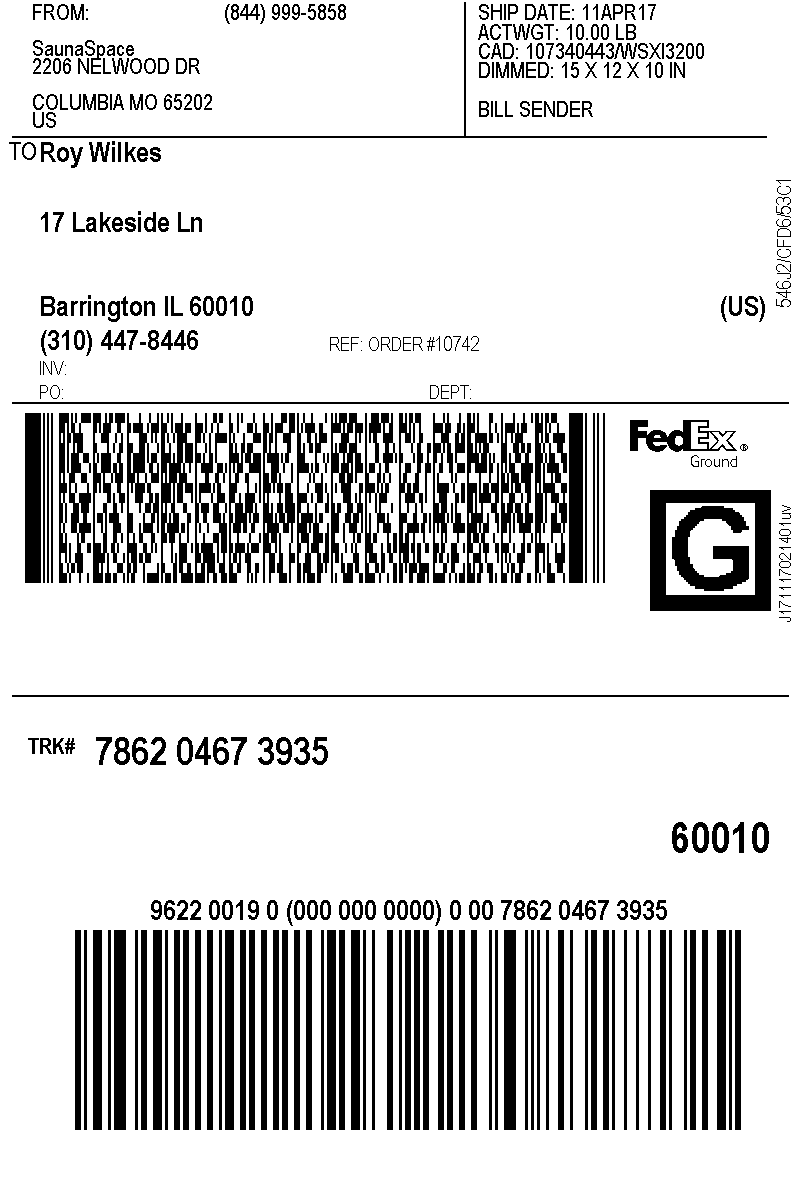 FROM: (844) 999-5858
SaunaSpace
2206 NELWOOD DR
COLUMBIA MO 65202
US
SHIP DATE: 11APR17
ACTWGT: 10.00 LB
CAD: 107340443/WSXI3200
DIMMED: 15 X 12 X 10 IN
BILL SENDER
TO Roy Wilkes
17 Lakeside Ln
Barrington IL 60010 (US)
(310) 447-8446 REF: ORDER #10742
INV:
PO: DEPT:
546J2/CFD6/53C1
FedEx®
Ground
G
J171117021401uv
TRK# 7862 0467 3935
60010
9622 0019 0 (000 000 0000) 0 00 7862 0467 3935